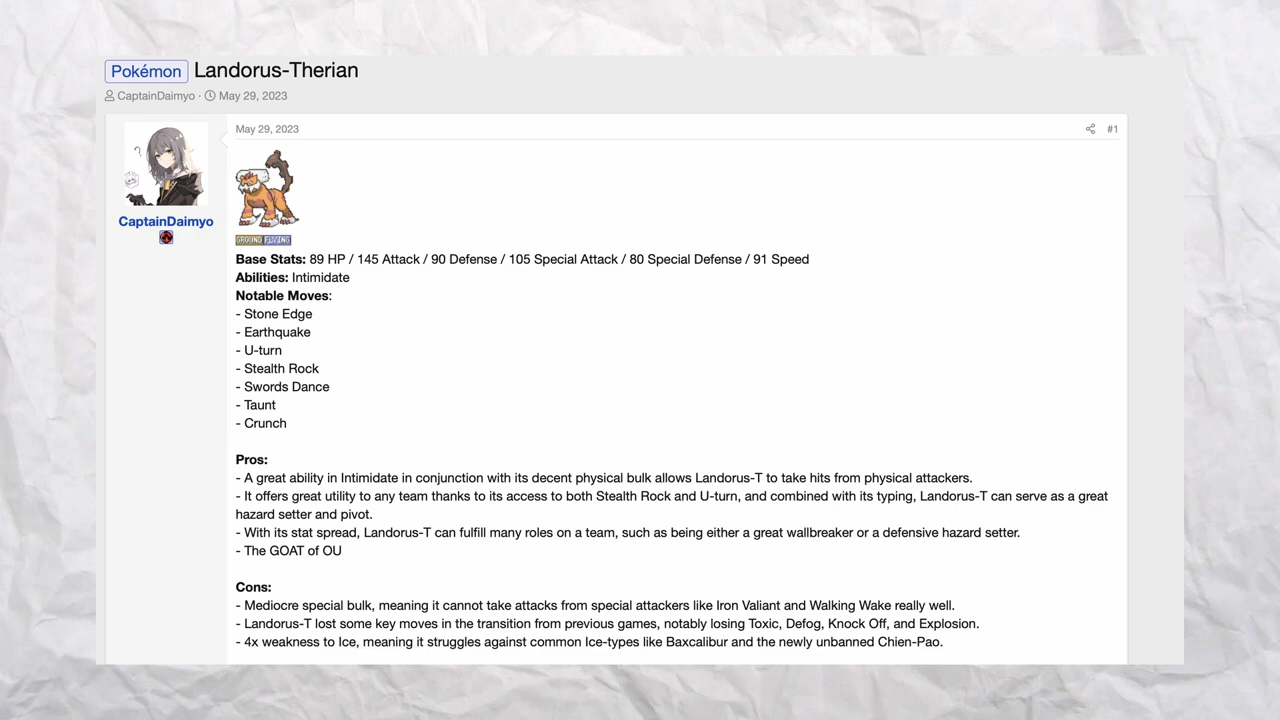 Pokémon Landorus-Therian
CaptainDaimyo · May 29, 2023
May 29, 2023 #1
?
CaptainDaimyo
GROUND FLYING
Base Stats: 89 HP / 145 Attack / 90 Defense / 105 Special Attack / 80 Special Defense / 91 Speed
Abilities: Intimidate
Notable Moves:
- Stone Edge
- Earthquake
- U-turn
- Stealth Rock
- Swords Dance
- Taunt
- Crunch
Pros:
- A great ability in Intimidate in conjunction with its decent physical bulk allows Landorus-T to take hits from physical attackers.
- It offers great utility to any team thanks to its access to both Stealth Rock and U-turn, and combined with its typing, Landorus-T can serve as a great
hazard setter and pivot.
- With its stat spread, Landorus-T can fulfill many roles on a team, such as being either a great wallbreaker or a defensive hazard setter.
- The GOAT of OU
Cons:
- Mediocre special bulk, meaning it cannot take attacks from special attackers like Iron Valiant and Walking Wake really well.
- Landorus-T lost some key moves in the transition from previous games, notably losing Toxic, Defog, Knock Off, and Explosion.
- 4x weakness to Ice, meaning it struggles against common Ice-types like Baxcalibur and the newly unbanned Chien-Pao.